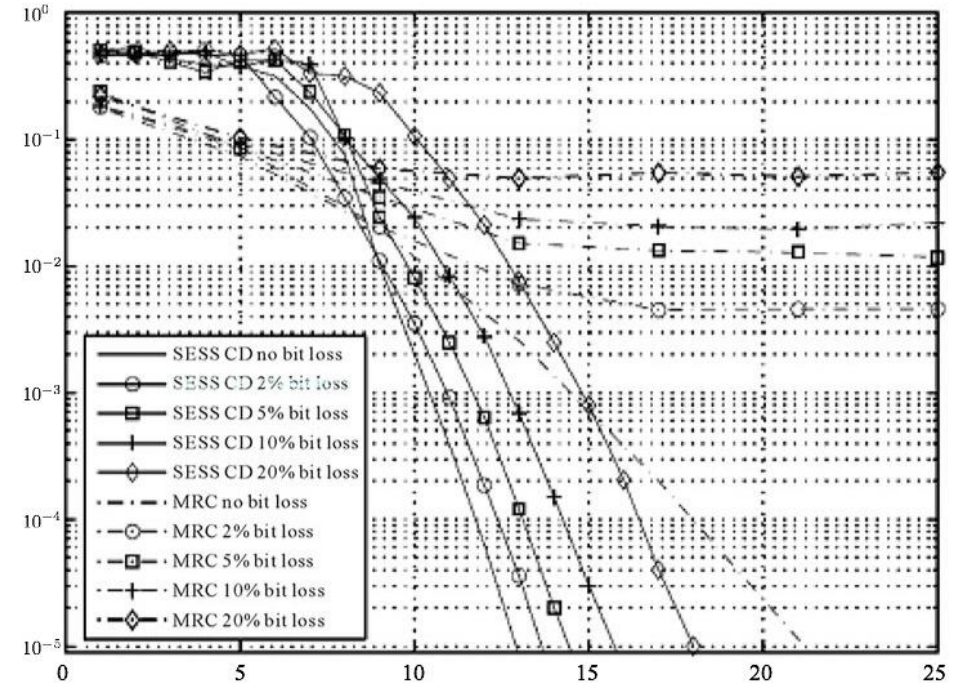 10⁰
10⁻¹
10⁻²
10⁻³
10⁻⁴
10⁻⁵
SESS CD no bit loss
SESS CD 2% bit loss
SESS CD 5% bit loss
SESS CD 10% bit loss
SESS CD 20% bit loss
MRC no bit loss
MRC 2% bit loss
MRC 5% bit loss
MRC 10% bit loss
MRC 20% bit loss
0 5 10 15 20 25